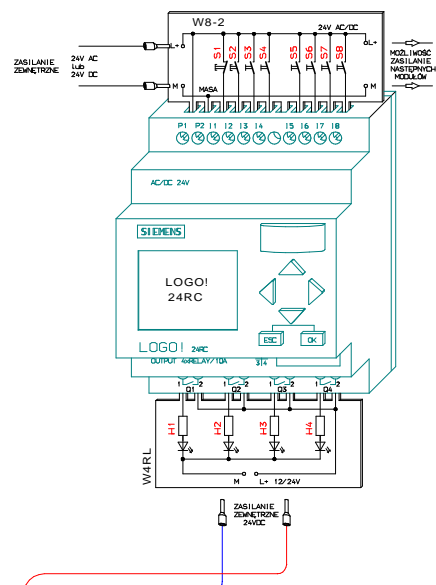 W8-2
24V AC/DC
L+
S1 S2 S3 S4 S5 S6 S7 S8
L+
ZASILANIE
ZEWNĘTRZNE
24V AC
lub
24V DC
MOŻLIWOŚĆ
ZASILANIE
NASTĘPNYCH
MODUŁÓW
M
MASA
M
P1 P2 I1 I2 I3 I4 I5 I6 I7 I8
AC/DC 24V
SIEMENS
LOGO!
24RC
ESC OK
LOGO! 24RC
OUTPUT 4xRELAY/10A
3 4
1 2 1 2 1 2 1 2
Q1 Q2 Q3 Q4
H1 H2 H3 H4
W4RL
M L+ 12/24V
ZASILANIE
ZEWNĘTRZNE
24VDC